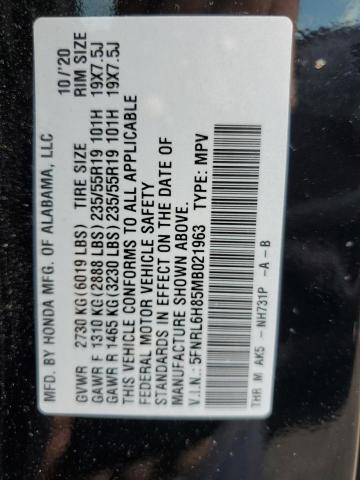 MFD. BY HONDA MFG. OF ALABAMA, LLC 10/'20
GVWR 2730 KG(6019 LBS) TIRE SIZE RIM SIZE
GAWR F 1310 KG(2888 LBS) 235/55R19 101H 19X7.5J
GAWR R 1465 KG(3230 LBS) 235/55R19 101H 19X7.5J
THIS VEHICLE CONFORMS TO ALL APPLICABLE
FEDERAL MOTOR VEHICLE SAFETY
STANDARDS IN EFFECT ON THE DATE OF
MANUFACTURE SHOWN ABOVE.
V.I.N.: 5FNRL6H85MB021963 TYPE: MPV
THR M AK5 - NH731P -A -B